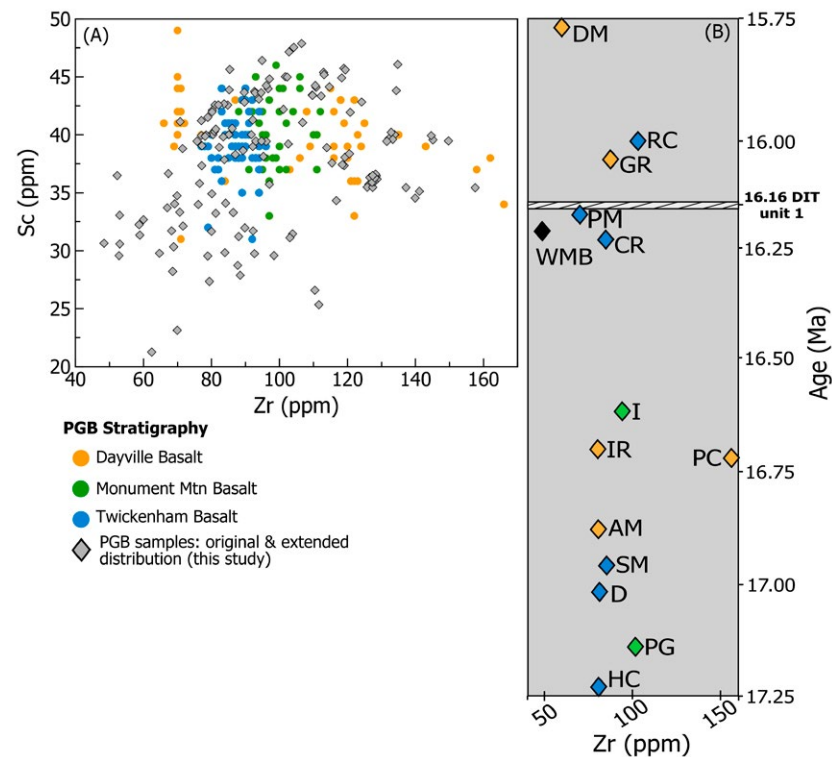 (A)
50
45
40
35
30
25
20
Sc (ppm)
40
60
80
100
120
140
160
Zr (ppm)
PGB Stratigraphy
Dayville Basalt
Monument Mtn Basalt
Twickenham Basalt
PGB samples: original & extended
distribution (this study)
(B)
DM
RC
GR
PM
WMB
CR
I
IR
PC
AM
SM
D
PG
HC
15.75
16.00
16.16 DIT
unit 1
16.25
16.50
16.75
17.00
17.25
Age (Ma)
50
100
150
Zr (ppm)